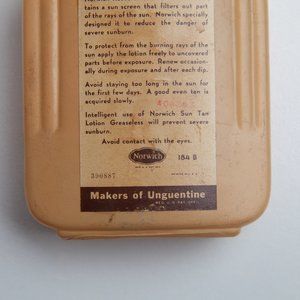 tains a sun screen that filters out part
of the rays of the sun. Norwich specially
designed it to reduce the danger of
severe sunburn.
To protect from the burning rays of the
sun apply the lotion freely to uncovered
parts before exposure. Renew occasion-
ally during exposure and after each dip.
Avoid staying too long in the sun for
the first few days. A good even tan is
acquired slowly.
Intelligent use of Norwich Sun Tan
Lotion Greaseless will prevent severe
sunburn.
Avoid contact with the eyes.
Norwich
184 B
390887
Makers of Unguentine
REG. U.S. PAT. OFF.